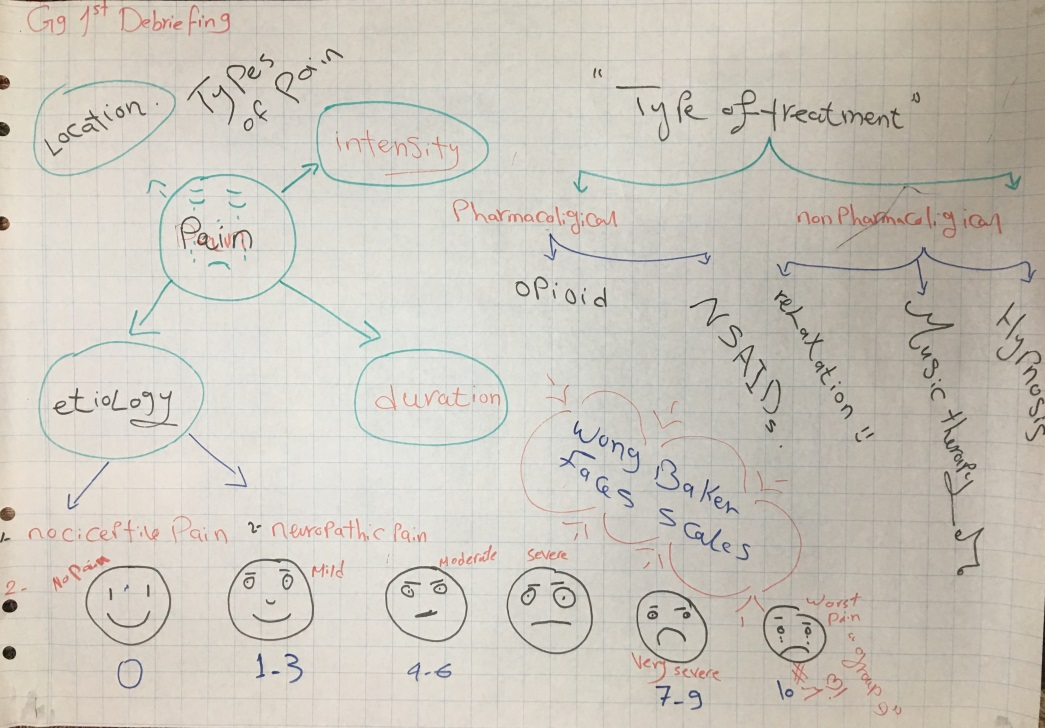 Gg 1st Debriefing
Types
of Pain
Location.
intensity
Pain
etioLogy
duration
"Type of treatment"
Pharmacoligical
nonPharmacoligical
oPioid
NSAIDs.
reLaxation
Music therapy
Hypnosis
Wong Baker
faces scales
1- nociceptive Pain 2- neuropathic Pain
2-
No Pain
Mild
Moderate
Severe
Very severe
Worst
Pain
0
1-3
4-6
7-9
10
"group g"